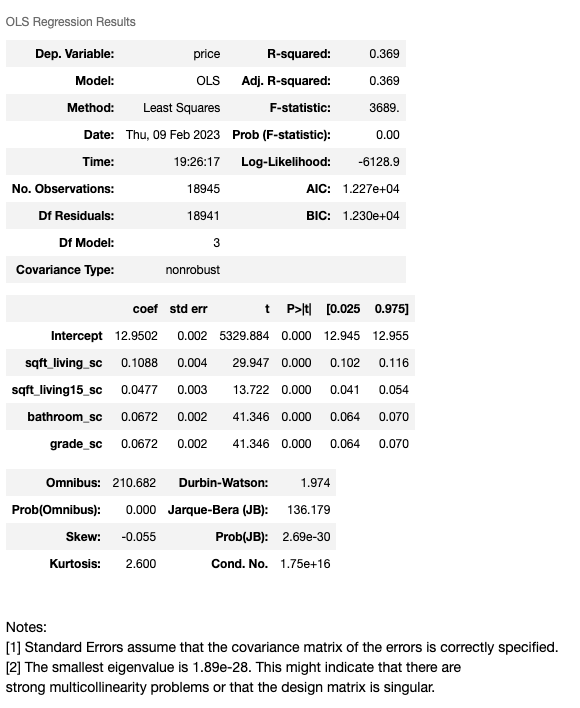 OLS Regression Results
Dep. Variable: price R-squared: 0.369
Model: OLS Adj. R-squared: 0.369
Method: Least Squares F-statistic: 3689.
Date: Thu, 09 Feb 2023 Prob (F-statistic): 0.00
Time: 19:26:17 Log-Likelihood: -6128.9
No. Observations: 18945 AIC: 1.227e+04
Df Residuals: 18941 BIC: 1.230e+04
Df Model: 3
Covariance Type: nonrobust
coef std err t P>|t| [0.025 0.975]
Intercept 12.9502 0.002 5329.884 0.000 12.945 12.955
sqft_living_sc 0.1088 0.004 29.947 0.000 0.102 0.116
sqft_living15_sc 0.0477 0.003 13.722 0.000 0.041 0.054
bathroom_sc 0.0672 0.002 41.346 0.000 0.064 0.070
grade_sc 0.0672 0.002 41.346 0.000 0.064 0.070
Omnibus: 210.682 Durbin-Watson: 1.974
Prob(Omnibus): 0.000 Jarque-Bera (JB): 136.179
Skew: -0.055 Prob(JB): 2.69e-30
Kurtosis: 2.600 Cond. No. 1.75e+16
Notes:
[1] Standard Errors assume that the covariance matrix of the errors is correctly specified.
[2] The smallest eigenvalue is 1.89e-28. This might indicate that there are
strong multicollinearity problems or that the design matrix is singular.